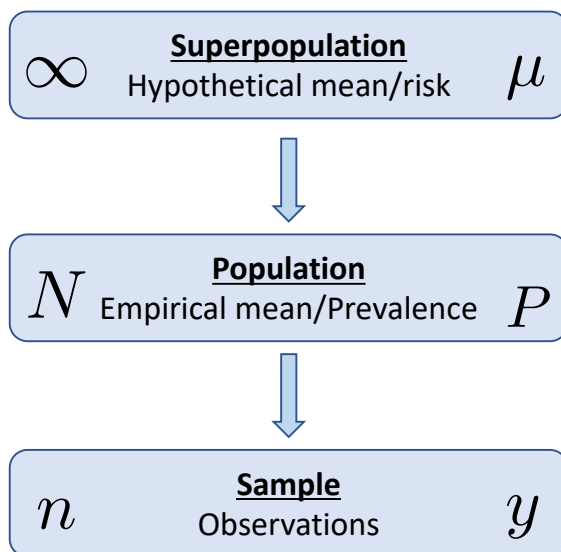 Superpopulation
∞ Hypothetical mean/risk μ
Population
N Empirical mean/Prevalence P
Sample
n Observations y